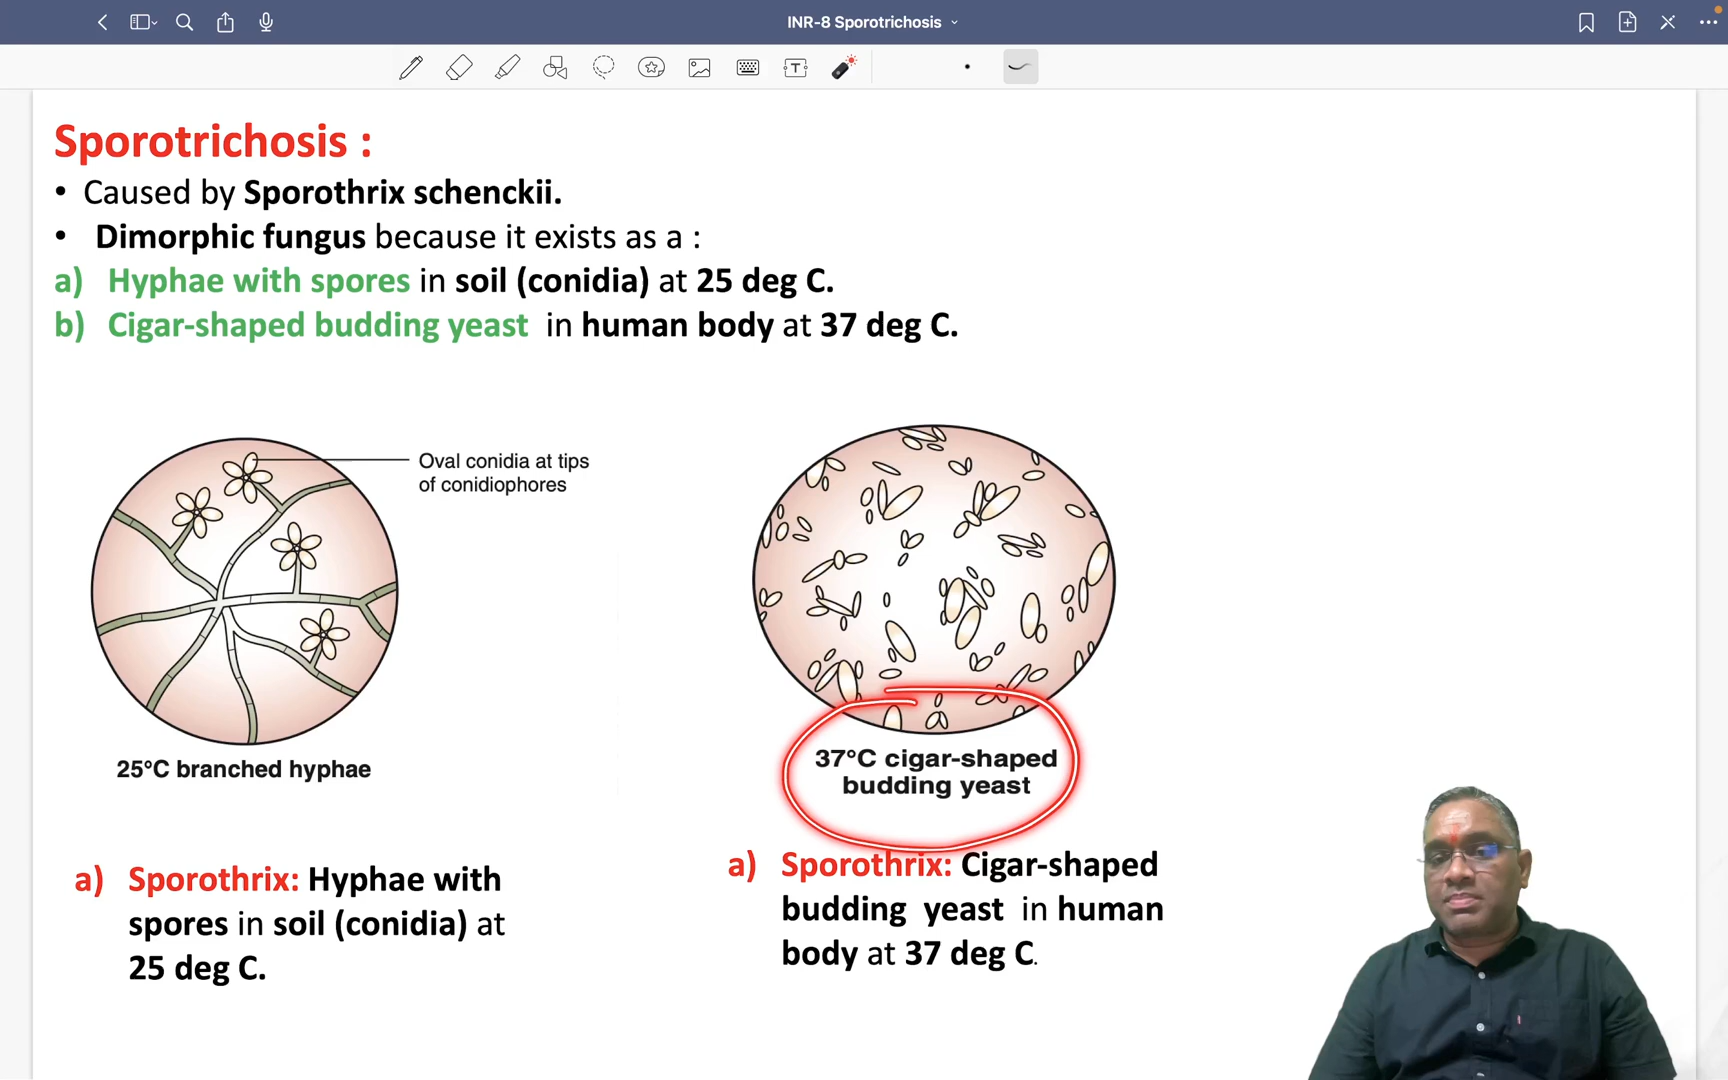 INR-8 Sporotrichosis
Sporotrichosis :
• Caused by Sporothrix schenckii.
• Dimorphic fungus because it exists as a :
a) Hyphae with spores in soil (conidia) at 25 deg C.
b) Cigar-shaped budding yeast in human body at 37 deg C.
Oval conidia at tips
of conidiophores
25°C branched hyphae
37°C cigar-shaped
budding yeast
a) Sporothrix: Hyphae with
spores in soil (conidia) at
25 deg C.
a) Sporothrix: Cigar-shaped
budding yeast in human
body at 37 deg C.